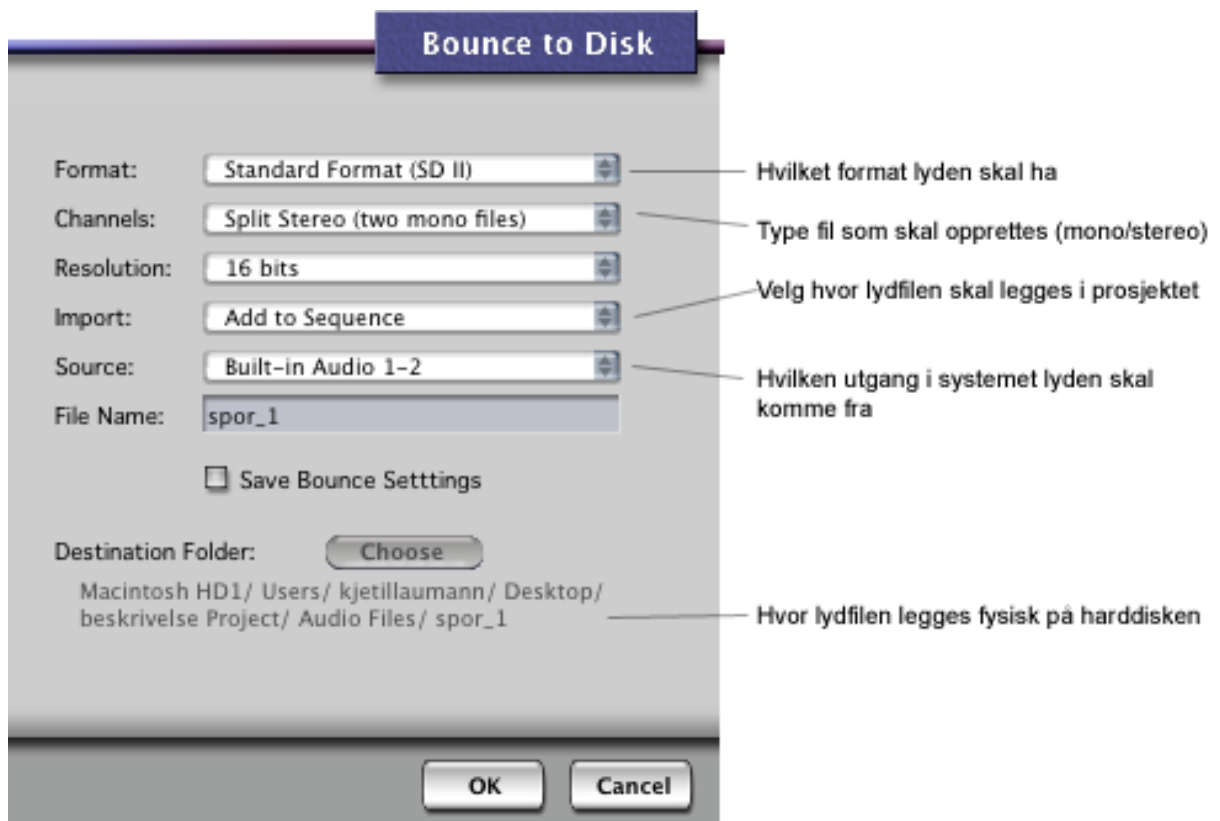 Bounce to Disk
Format: Standard Format (SD II)
Hvilket format lyden skal ha
Channels: Split Stereo (two mono files)
Type fil som skal opprettes (mono/stereo)
Resolution: 16 bits
Velg hvor lydfilen skal legges i prosjektet
Import: Add to Sequence
Source: Built-in Audio 1-2
Hvilken utgang i systemet lyden skal
komme fra
File Name: spor_1
Save Bounce Setttings
Destination Folder: Choose
Macintosh HD1/ Users/ kjetillaumann/ Desktop/
beskrivelse Project/ Audio Files/ spor_1
Hvor lydfilen legges fysisk på harddisken
OK Cancel